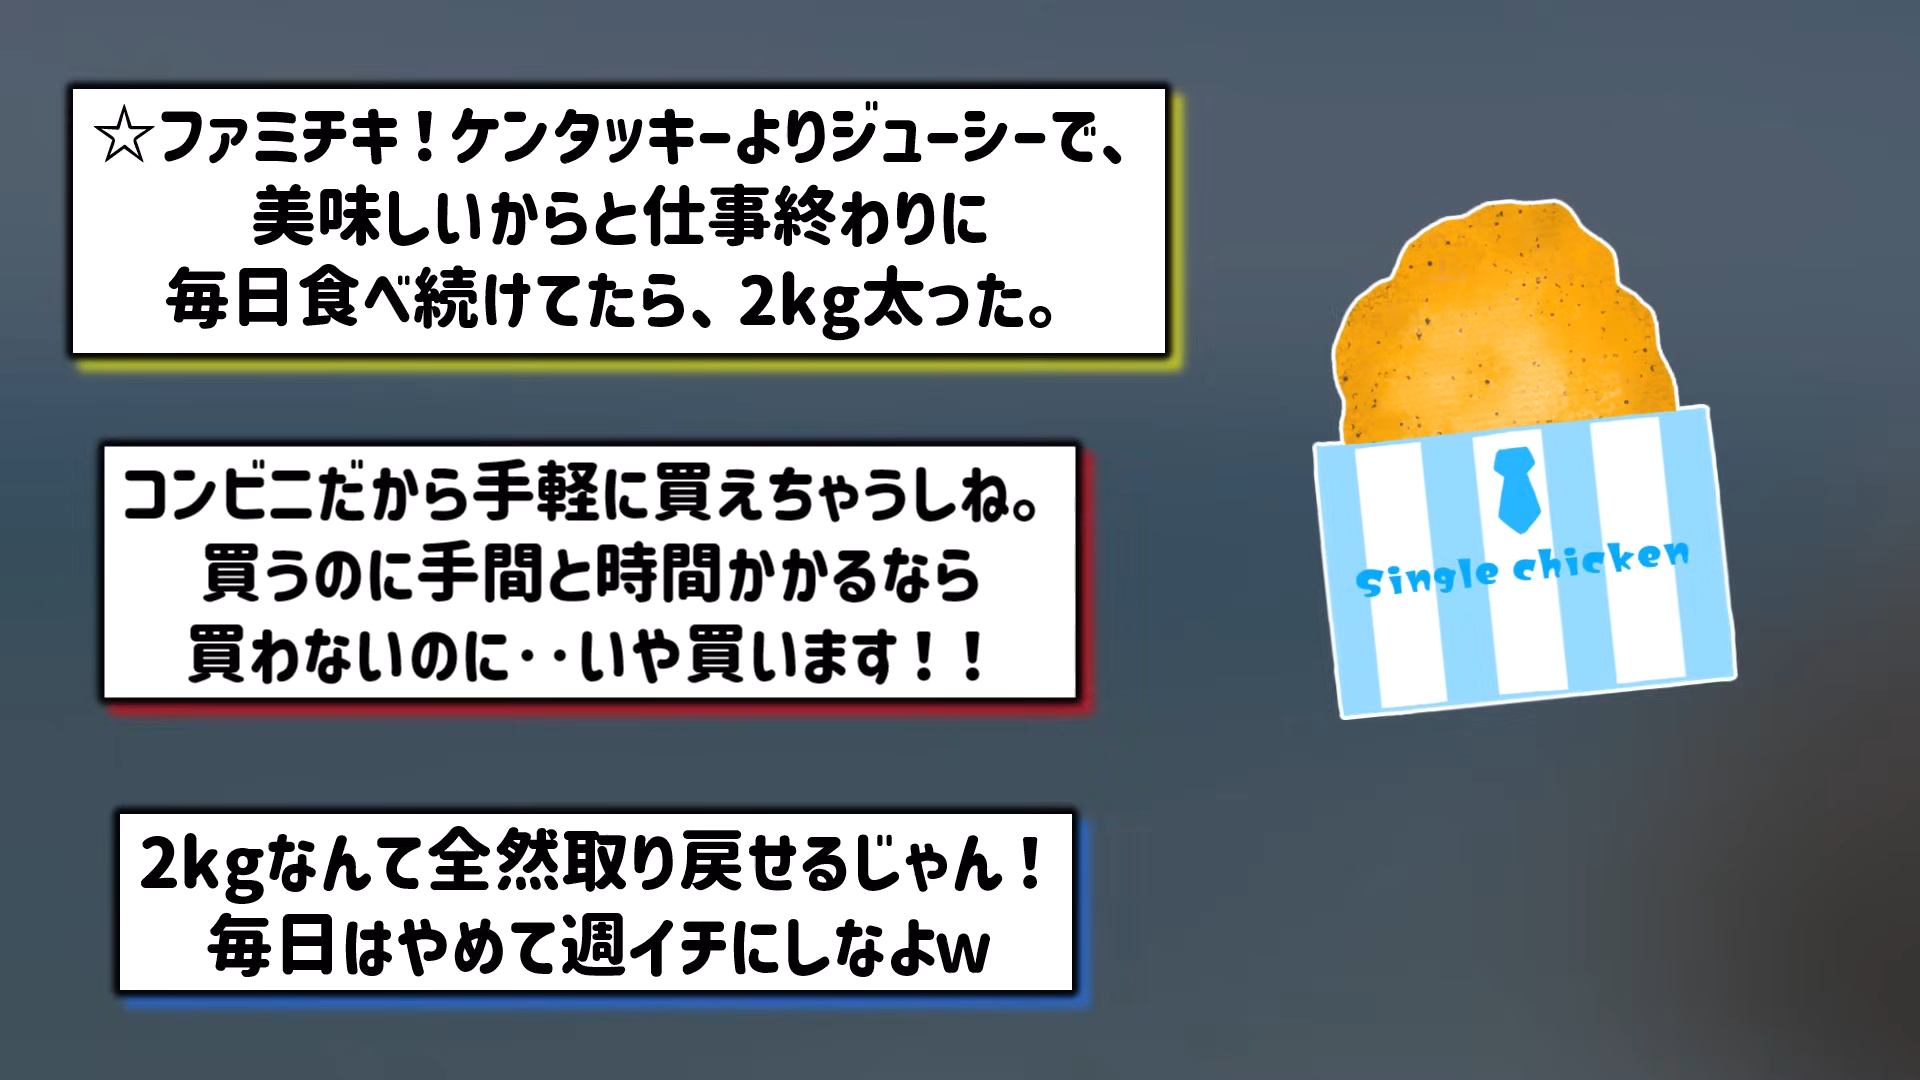 ☆ファミチキ！ケンタッキーよりジューシーで、
美味しいからと仕事終わりに
毎日食べ続けてたら、2kg太った。
コンビニだから手軽に買えちゃうしね。
買うのに手間と時間かかるなら
買わないのに‥いや買います！！
2kgなんて全然取り戻せるじゃん！
毎日はやめて週イチにしなよw
Single chicken